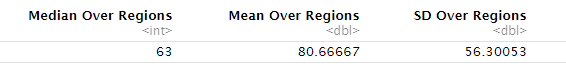 Median Over Regions Mean Over Regions SD Over Regions
<int> <dbl> <dbl>
63 80.66667 56.30053